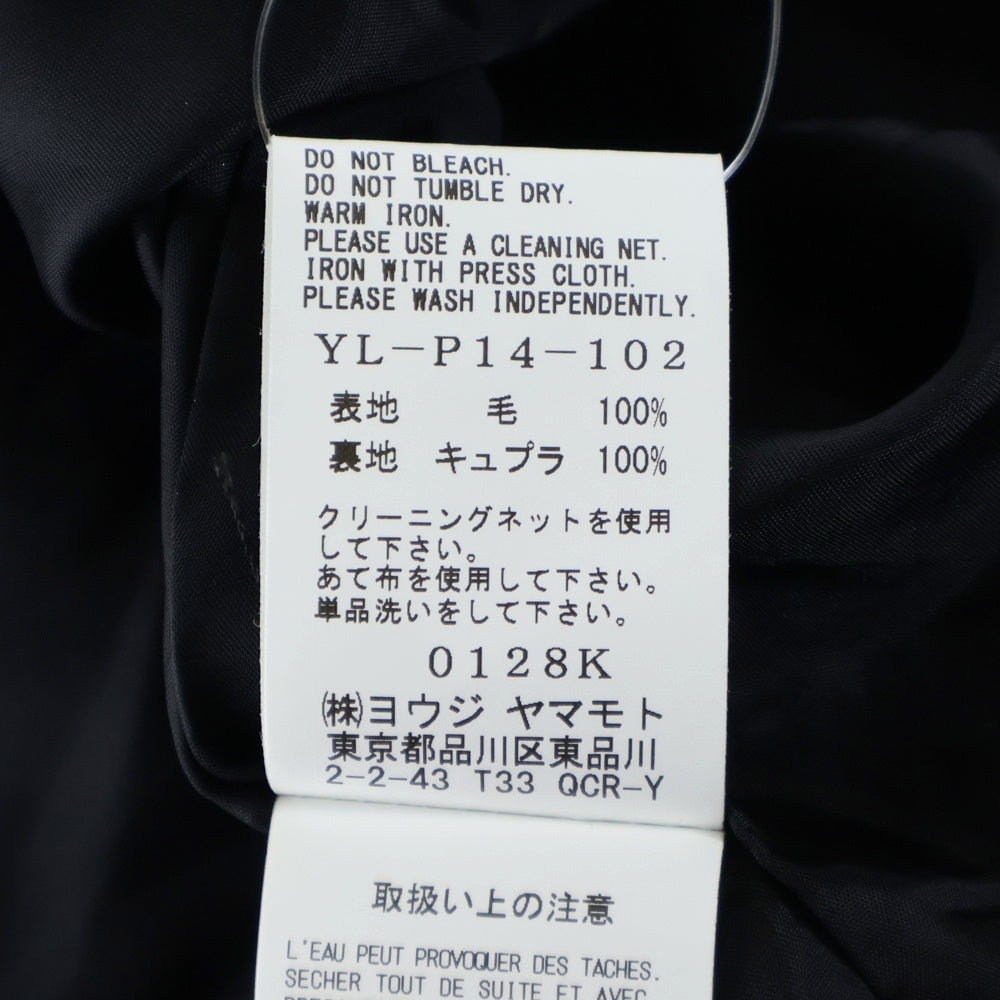 DO NOT BLEACH.
DO NOT TUMBLE DRY.
WARM IRON.
PLEASE USE A CLEANING NET.
IRON WITH PRESS CLOTH.
PLEASE WASH INDEPENDENTLY.
YL-P14-102
表地 毛 100%
裏地 キュプラ 100%
クリーニングネットを使用
して下さい。
あて布を使用して下さい。
単品洗いをして下さい。
0128K
㈱ヨウジ ヤマモト
東京都品川区東品川
2-2-43 T33 QCR-Y
取扱い上の注意
L'EAU PEUT PROVOQUER DES TACHES.
SECHER TOUT DE SUITE ET AVEC